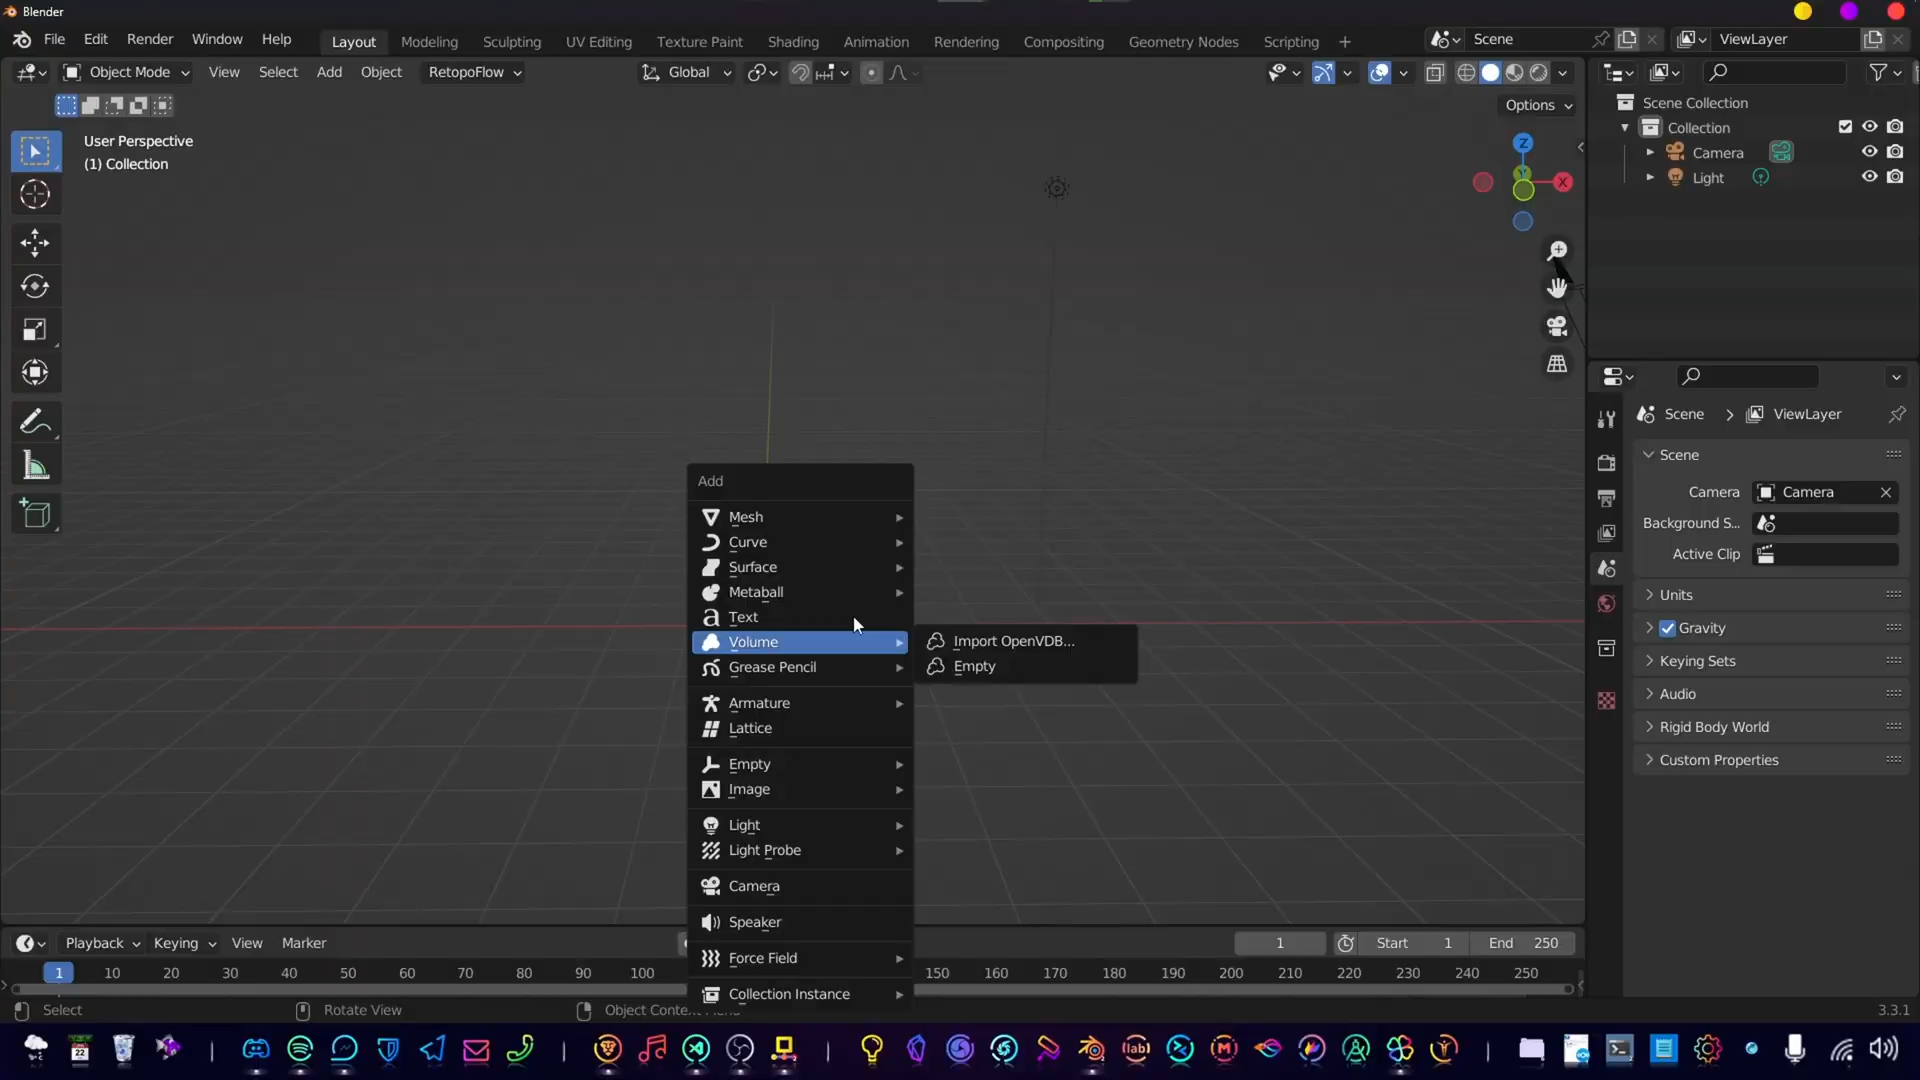 Blender
File Edit Render Window Help Layout Modeling Sculpting UV Editing Texture Paint Shading Animation Rendering Compositing Geometry Nodes Scripting + Scene ViewLayer
Object Mode View Select Add Object RetopoFlow Global
Options
User Perspective
(1) Collection
Z
Y
X
Scene Collection
Collection
Camera
Light
Scene > ViewLayer
Scene
Camera Camera
Background S...
Active Clip
Units
Gravity
Keying Sets
Audio
Rigid Body World
Custom Properties
Add
Mesh
Curve
Surface
Metaball
Text
Volume
Grease Pencil
Armature
Lattice
Empty
Image
Light
Light Probe
Camera
Speaker
Force Field
Collection Instance
Import OpenVDB...
Empty
Playback Keying View Marker 1 Start 1 End 250
1 10 20 30 40 50 60 70 80 90 100 150 160 170 180 190 200 210 220 230 240 250
Select Rotate View Object Context 3.3.1
22
lab